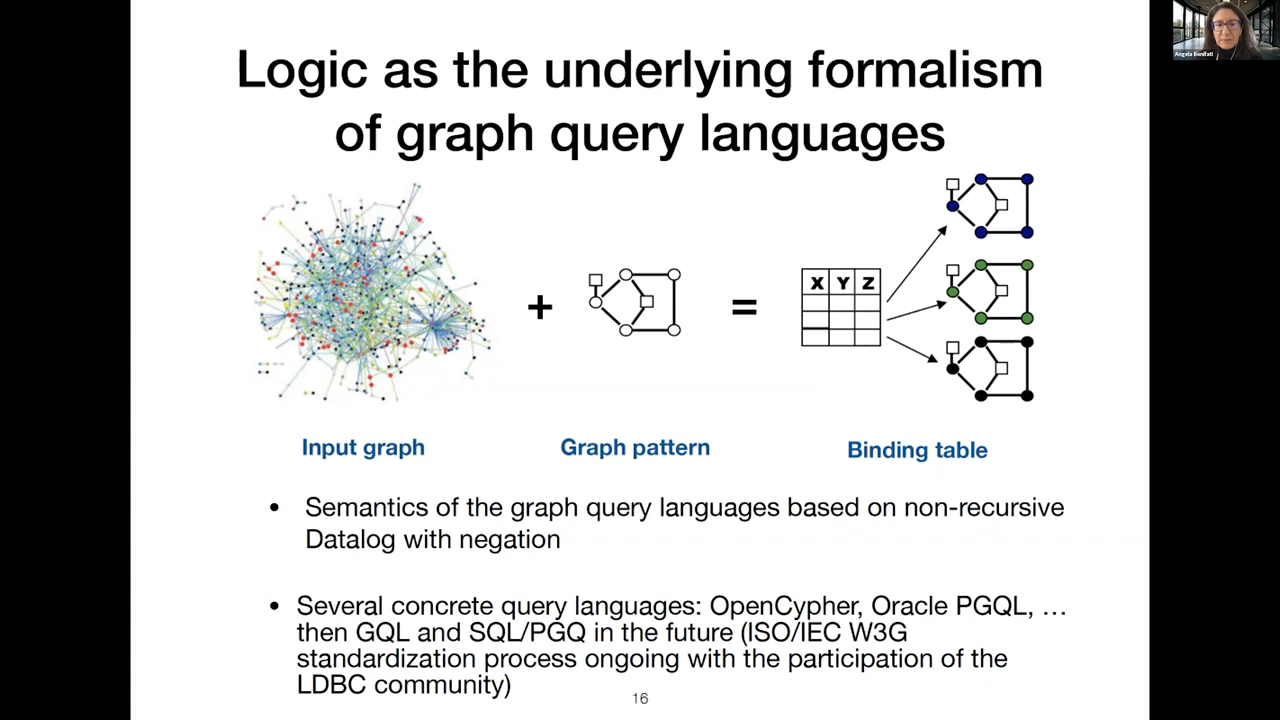 Angela Bonifati
Logic as the underlying formalism
of graph query languages
+
=
X Y Z
Input graph
Graph pattern
Binding table
• Semantics of the graph query languages based on non-recursive
Datalog with negation
• Several concrete query languages: OpenCypher, Oracle PGQL, …
then GQL and SQL/PGQ in the future (ISO/IEC W3G
standardization process ongoing with the participation of the
LDBC community)
16